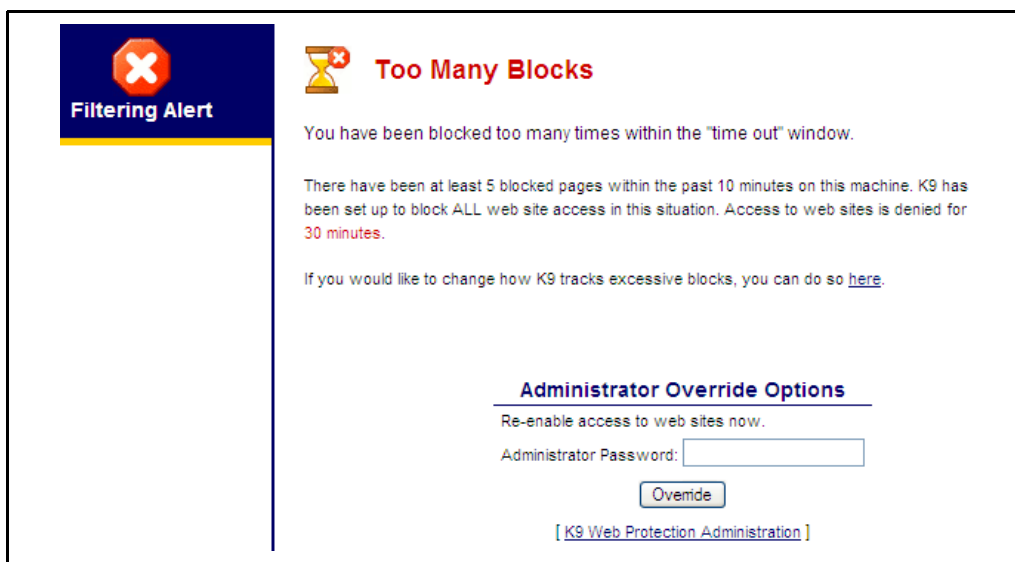 Filtering Alert
Too Many Blocks
You have been blocked too many times within the "time out" window.
There have been at least 5 blocked pages within the past 10 minutes on this machine. K9 has
been set up to block ALL web site access in this situation. Access to web sites is denied for
30 minutes.
If you would like to change how K9 tracks excessive blocks, you can do so here.
Administrator Override Options
Re-enable access to web sites now.
Administrator Password:
Override
[ K9 Web Protection Administration ]